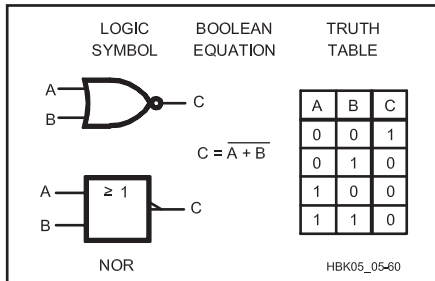 LOGIC SYMBOL
BOOLEAN EQUATION
TRUTH TABLE
A
B
C
C = \overline{A + B}
A B C
0 0 1
0 1 0
1 0 0
1 1 0
A
B
≥ 1
C
NOR
HBK05_05-60